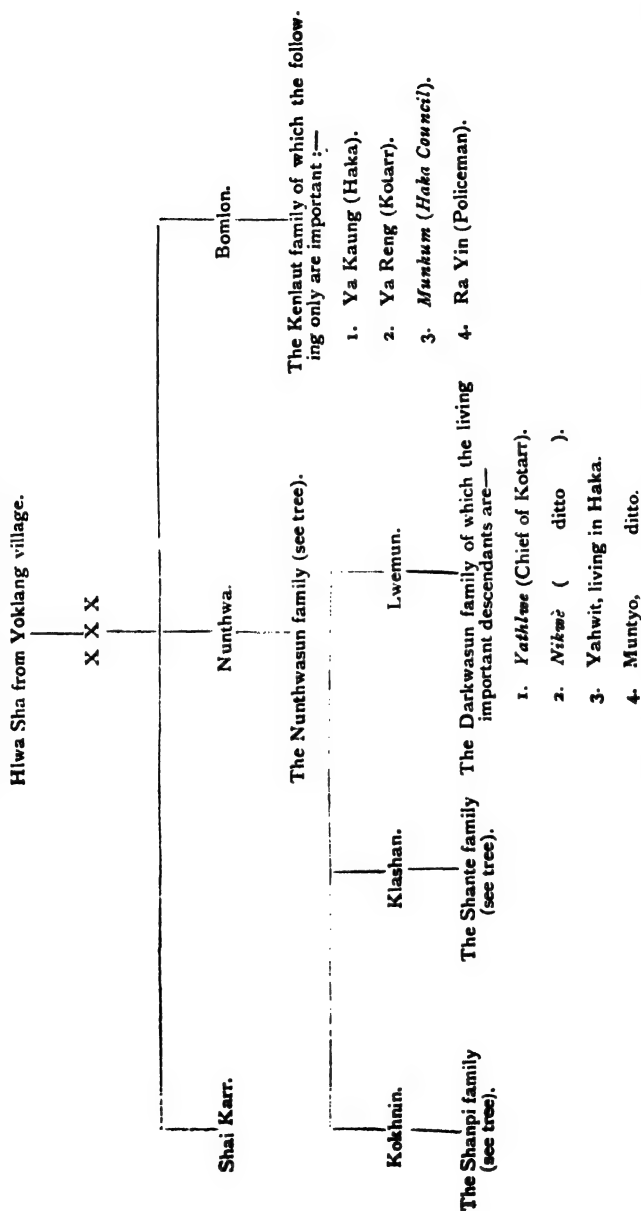 Hlwa Sha from Yoklang village.
X X X
Shai Karr.
Nunthwa.
Bomlon.
The Nunthwasun family (see tree).
The Kenlaut family of which the follow-
ing only are important :—
1. Ya Kaung (Haka).
2. Ya Reng (Kotarr).
3. Munkum (Haka Council).
4. Ra Yin (Policeman).
Kokhnin.
Klashan.
Lwemun.
The Shanpi family
(see tree).
The Shante family
(see tree).
The Darkwasun family of which the living
important descendants are—
1. Yathlwe (Chief of Kotarr).
2. Nikwè ( ditto ).
3. Yahwit, living in Haka.
4. Muntyo, ditto.